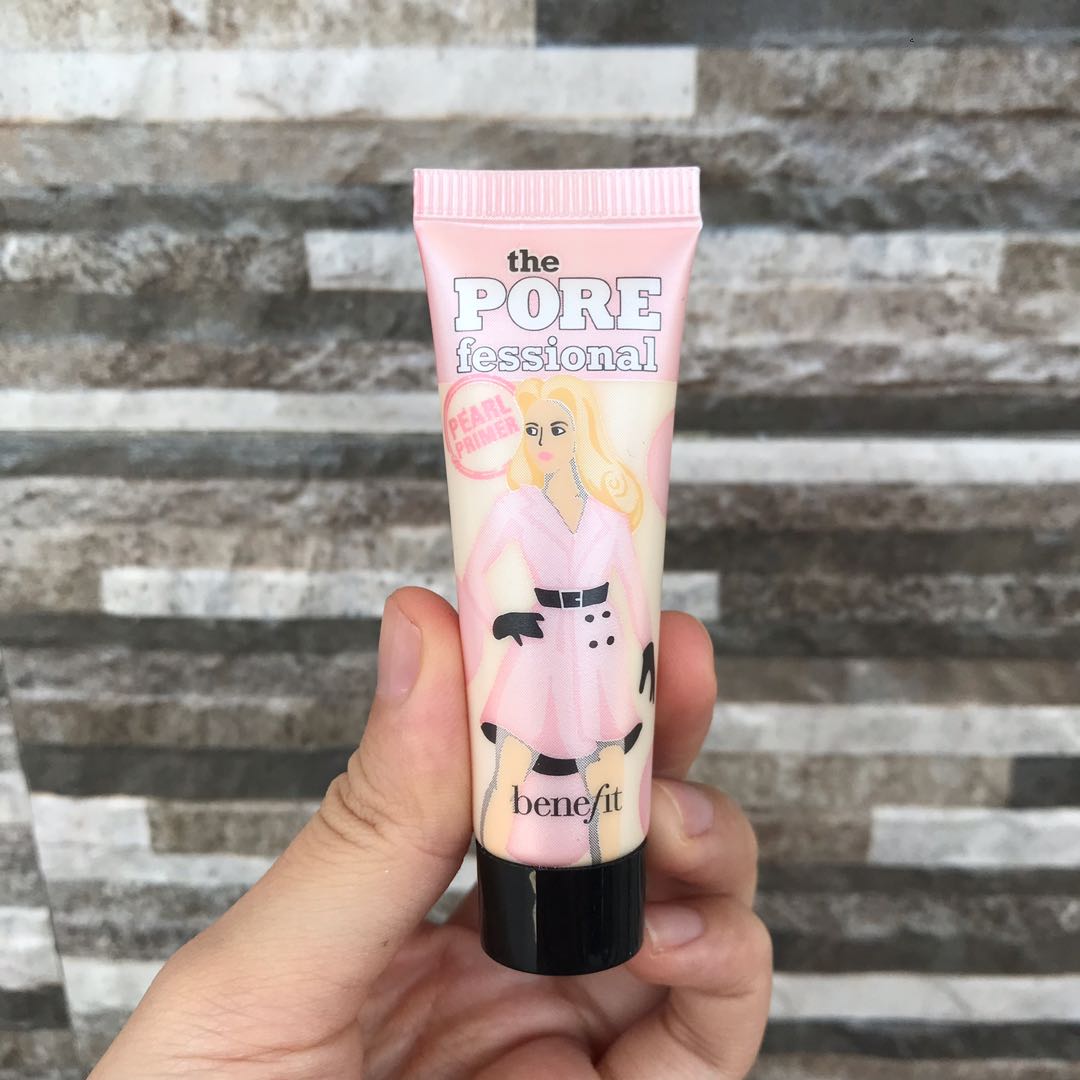 the
PORE
fessional
PEARL
PRIMER
benefit